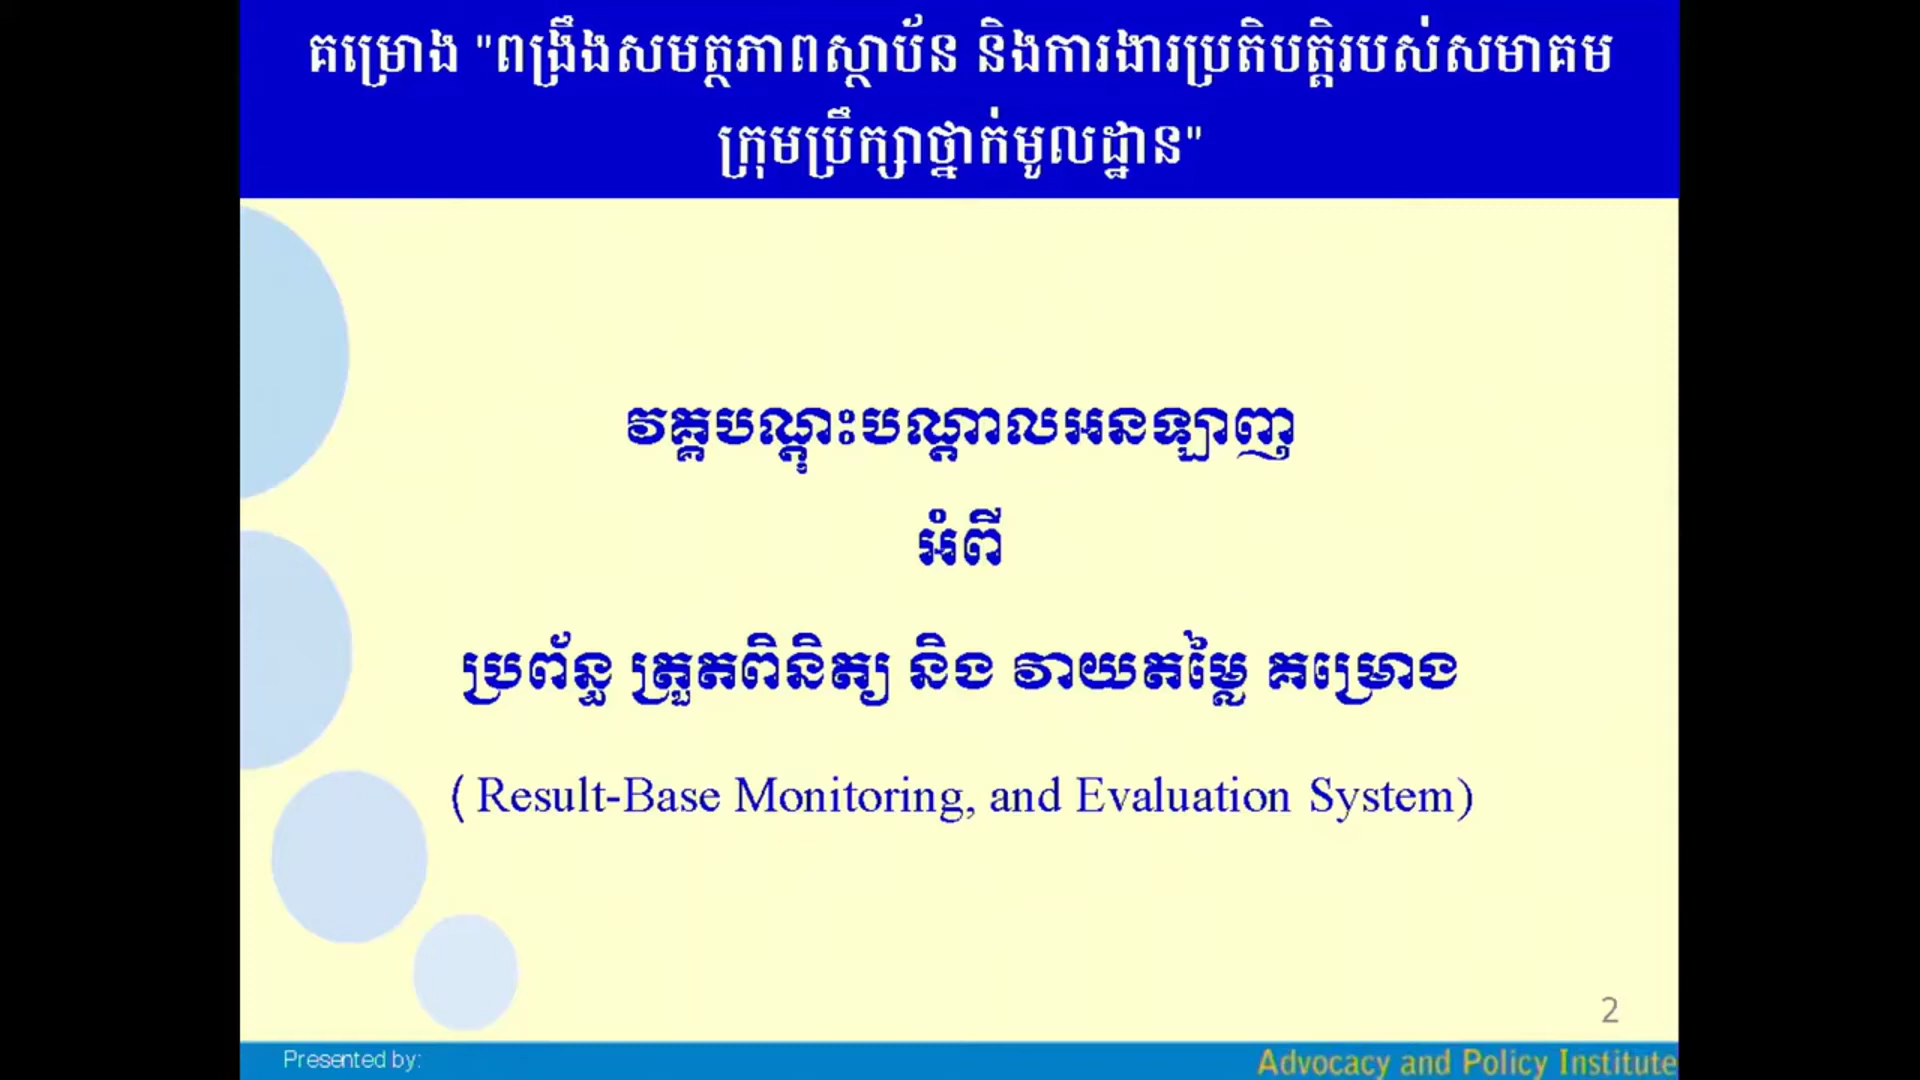 គម្រោង "ពង្រឹងសមត្ថភាពស្ថាប័ន និងការងារប្រតិបត្តិរបស់សមាគម
ក្រុមប្រឹក្សាថ្នាក់មូលដ្ឋាន"
វគ្គបណ្តុះបណ្តាលអនឡាញ
អំពី
ប្រព័ន្ធ ត្រួតពិនិត្យ និង វាយតម្លៃ គម្រោង
( Result-Base Monitoring, and Evaluation System)
2
Presented by:
Advocacy and Policy Institute